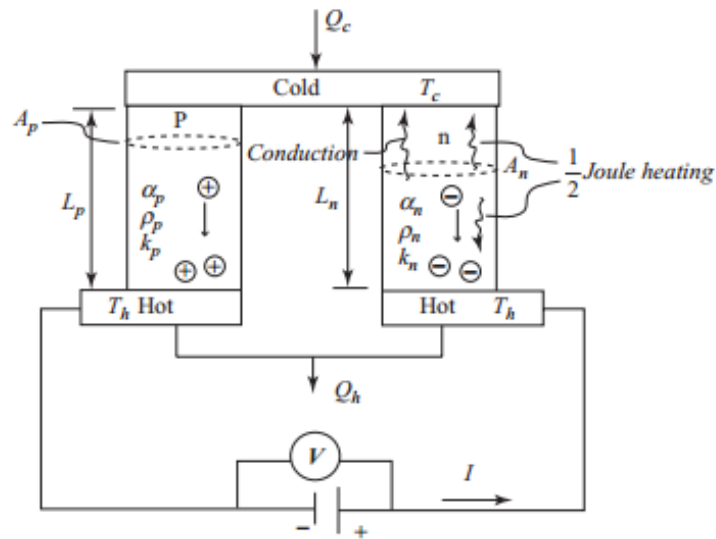 Q_c
Cold T_c
A_p
P
Conduction
n
A_n
1/2 Joule heating
L_p
α_p
ρ_p
k_p
L_n
α_n
ρ_n
k_n
+
−
+ +
− −
T_h Hot
Hot T_h
Q_h
V
I
− +